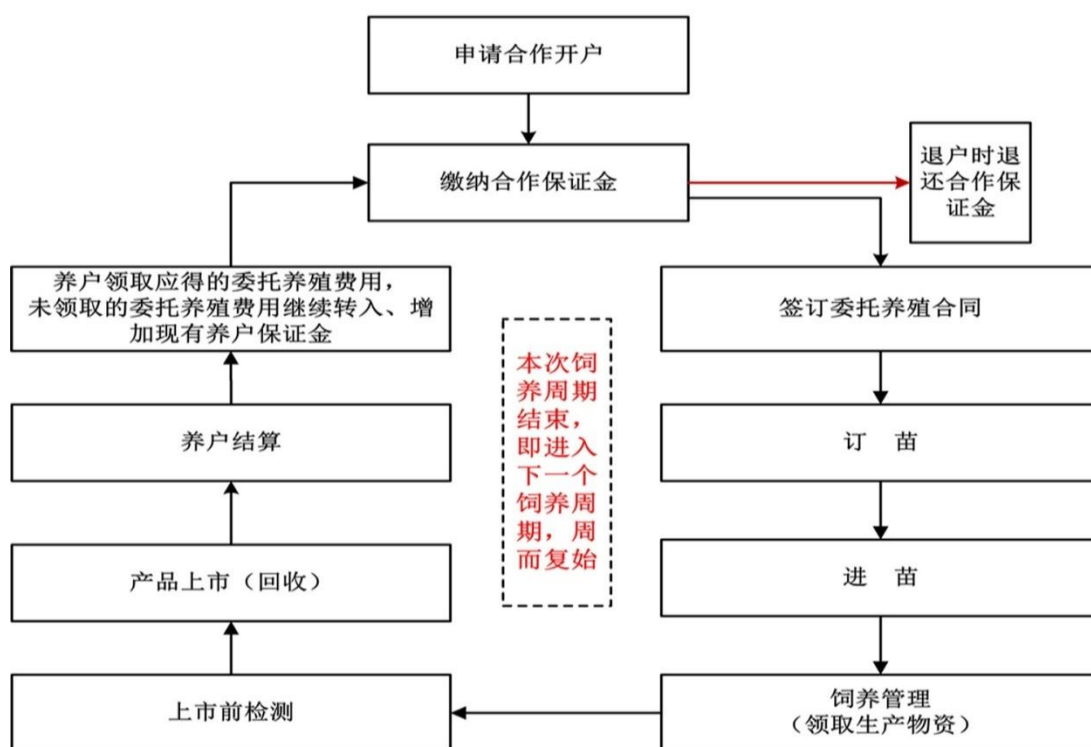 申请合作开户
缴纳合作保证金
退户时退
还合作保
证金
签订委托养殖合同
订 苗
进 苗
饲养管理
（领取生产物资）
上市前检测
产品上市（回收）
养户结算
养户领取应得的委托养殖费用，
未领取的委托养殖费用继续转入、增
加现有养户保证金
本次饲
养周期
结束，
即进入
下一个
饲养周
期，周
而复始